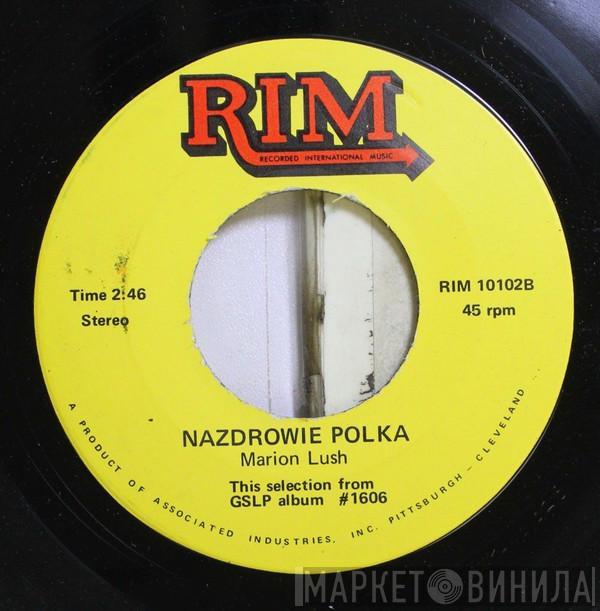 RIM
RECORDED INTERNATIONAL MUSIC
Time 2:46
Stereo
RIM 10102B
45 rpm
NAZDROWIE POLKA
Marion Lush
This selection from
GSLP album #1606
A PRODUCT OF ASSOCIATED INDUSTRIES, INC. PITTSBURGH - CLEVELAND
МАРКЕТ ВИНИЛА